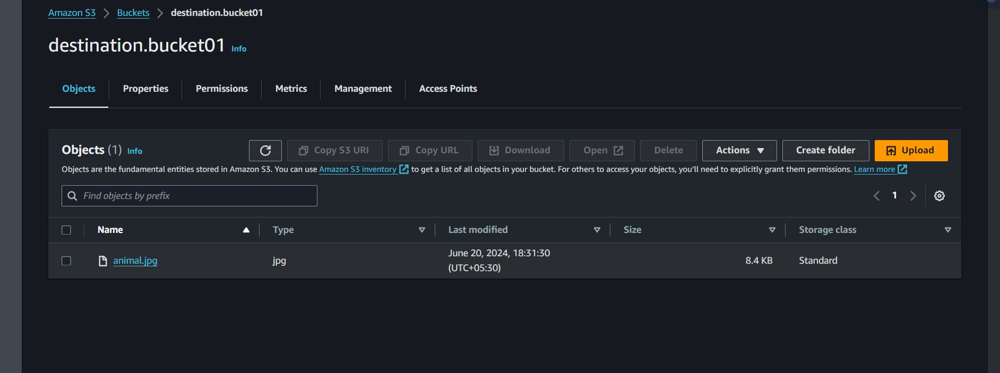 Amazon S3 > Buckets > destination.bucket01
destination.bucket01 Info
Objects Properties Permissions Metrics Management Access Points
Objects (1) Info Copy S3 URI Copy URL Download Open Delete Actions Create folder Upload
Objects are the fundamental entities stored in Amazon S3. You can use Amazon S3 inventory to get a list of all objects in your bucket. For others to access your objects, you'll need to explicitly grant them permissions. Learn more
Find objects by prefix 1
Name Type Last modified Size Storage class
animal.jpg jpg June 20, 2024, 18:31:30 8.4 KB Standard
(UTC+05:30)